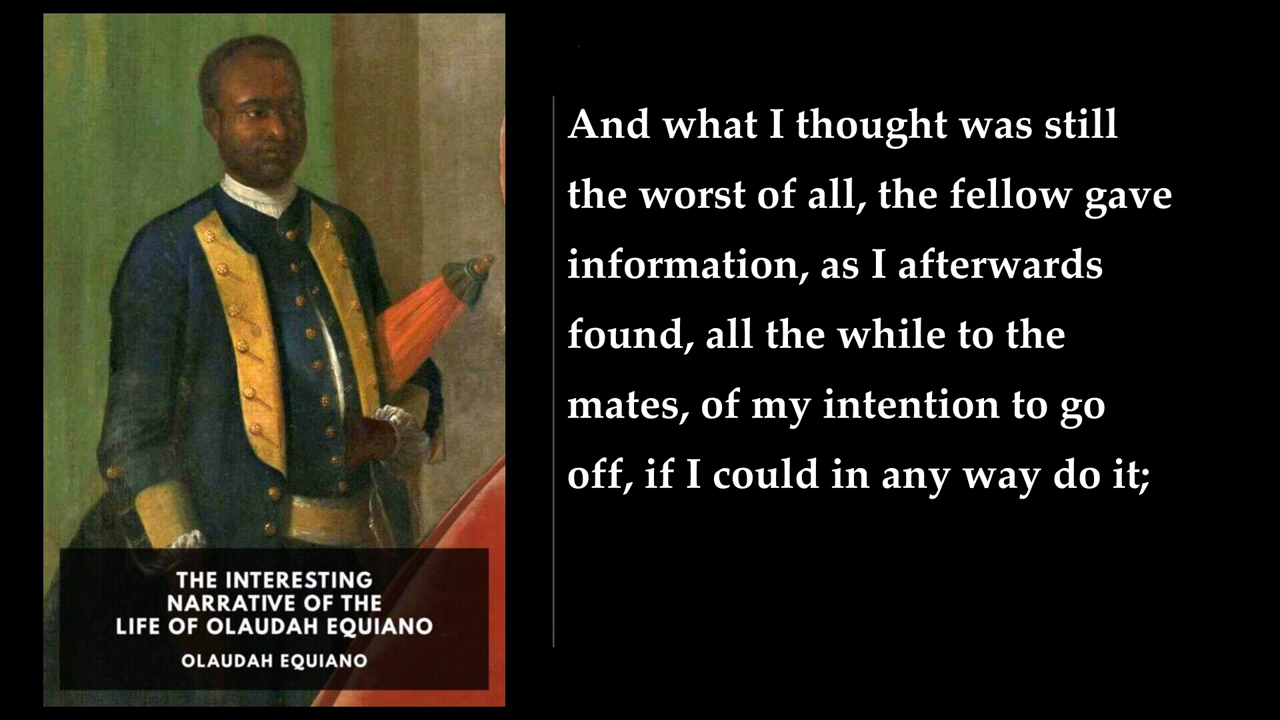 And what I thought was still
the worst of all, the fellow gave
information, as I afterwards
found, all the while to the
mates, of my intention to go
off, if I could in any way do it;
THE INTERESTING
NARRATIVE OF THE
LIFE OF OLAUDAH EQUIANO
OLAUDAH EQUIANO